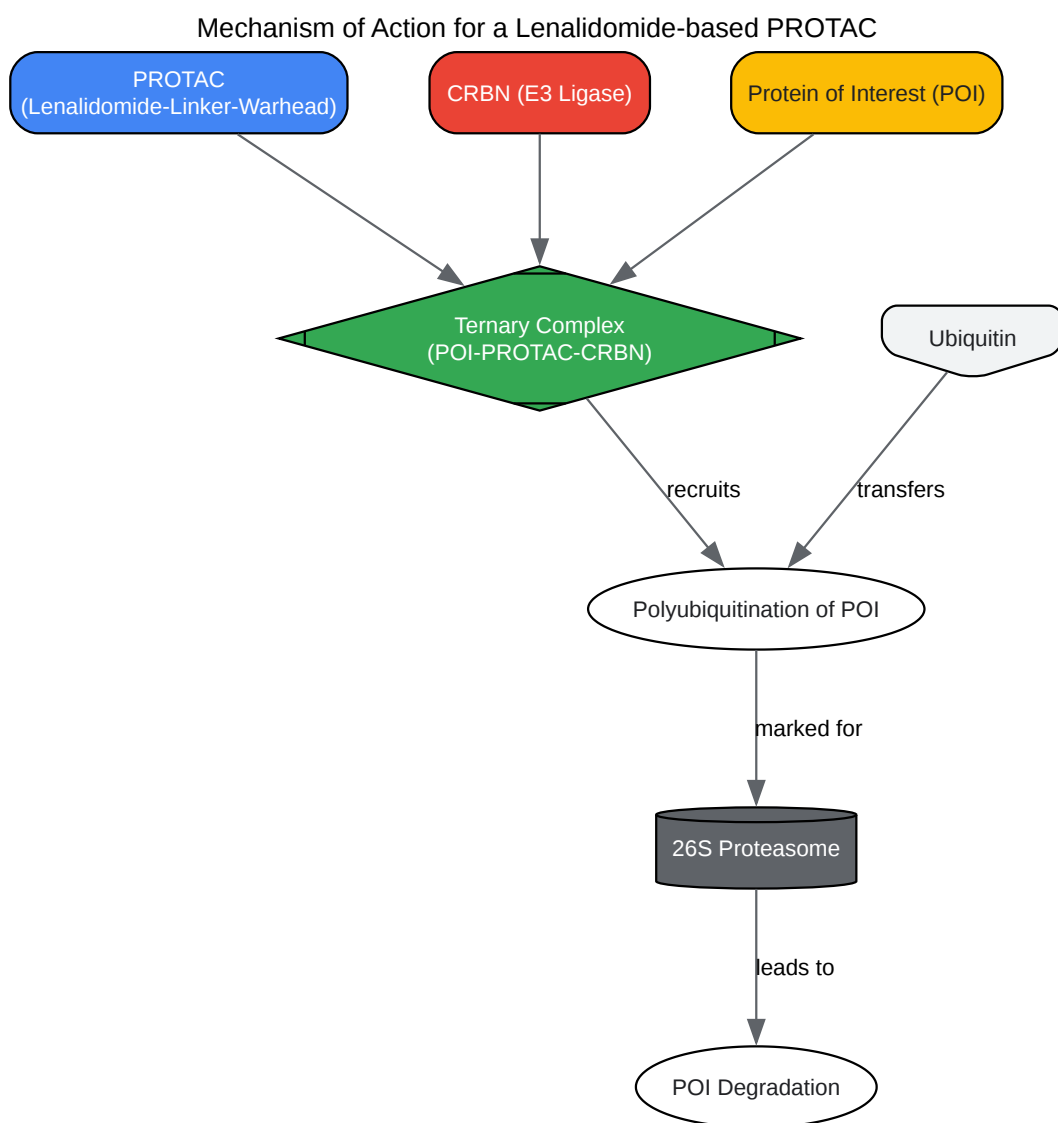 Mechanism of Action for a Lenalidomide-based PROTAC
PROTAC
(Lenalidomide-Linker-Warhead)
CRBN (E3 Ligase)
Protein of Interest (POI)
Ternary Complex
(POI-PROTAC-CRBN)
Ubiquitin
recruits
transfers
Polyubiquitination of POI
marked for
26S Proteasome
leads to
POI Degradation